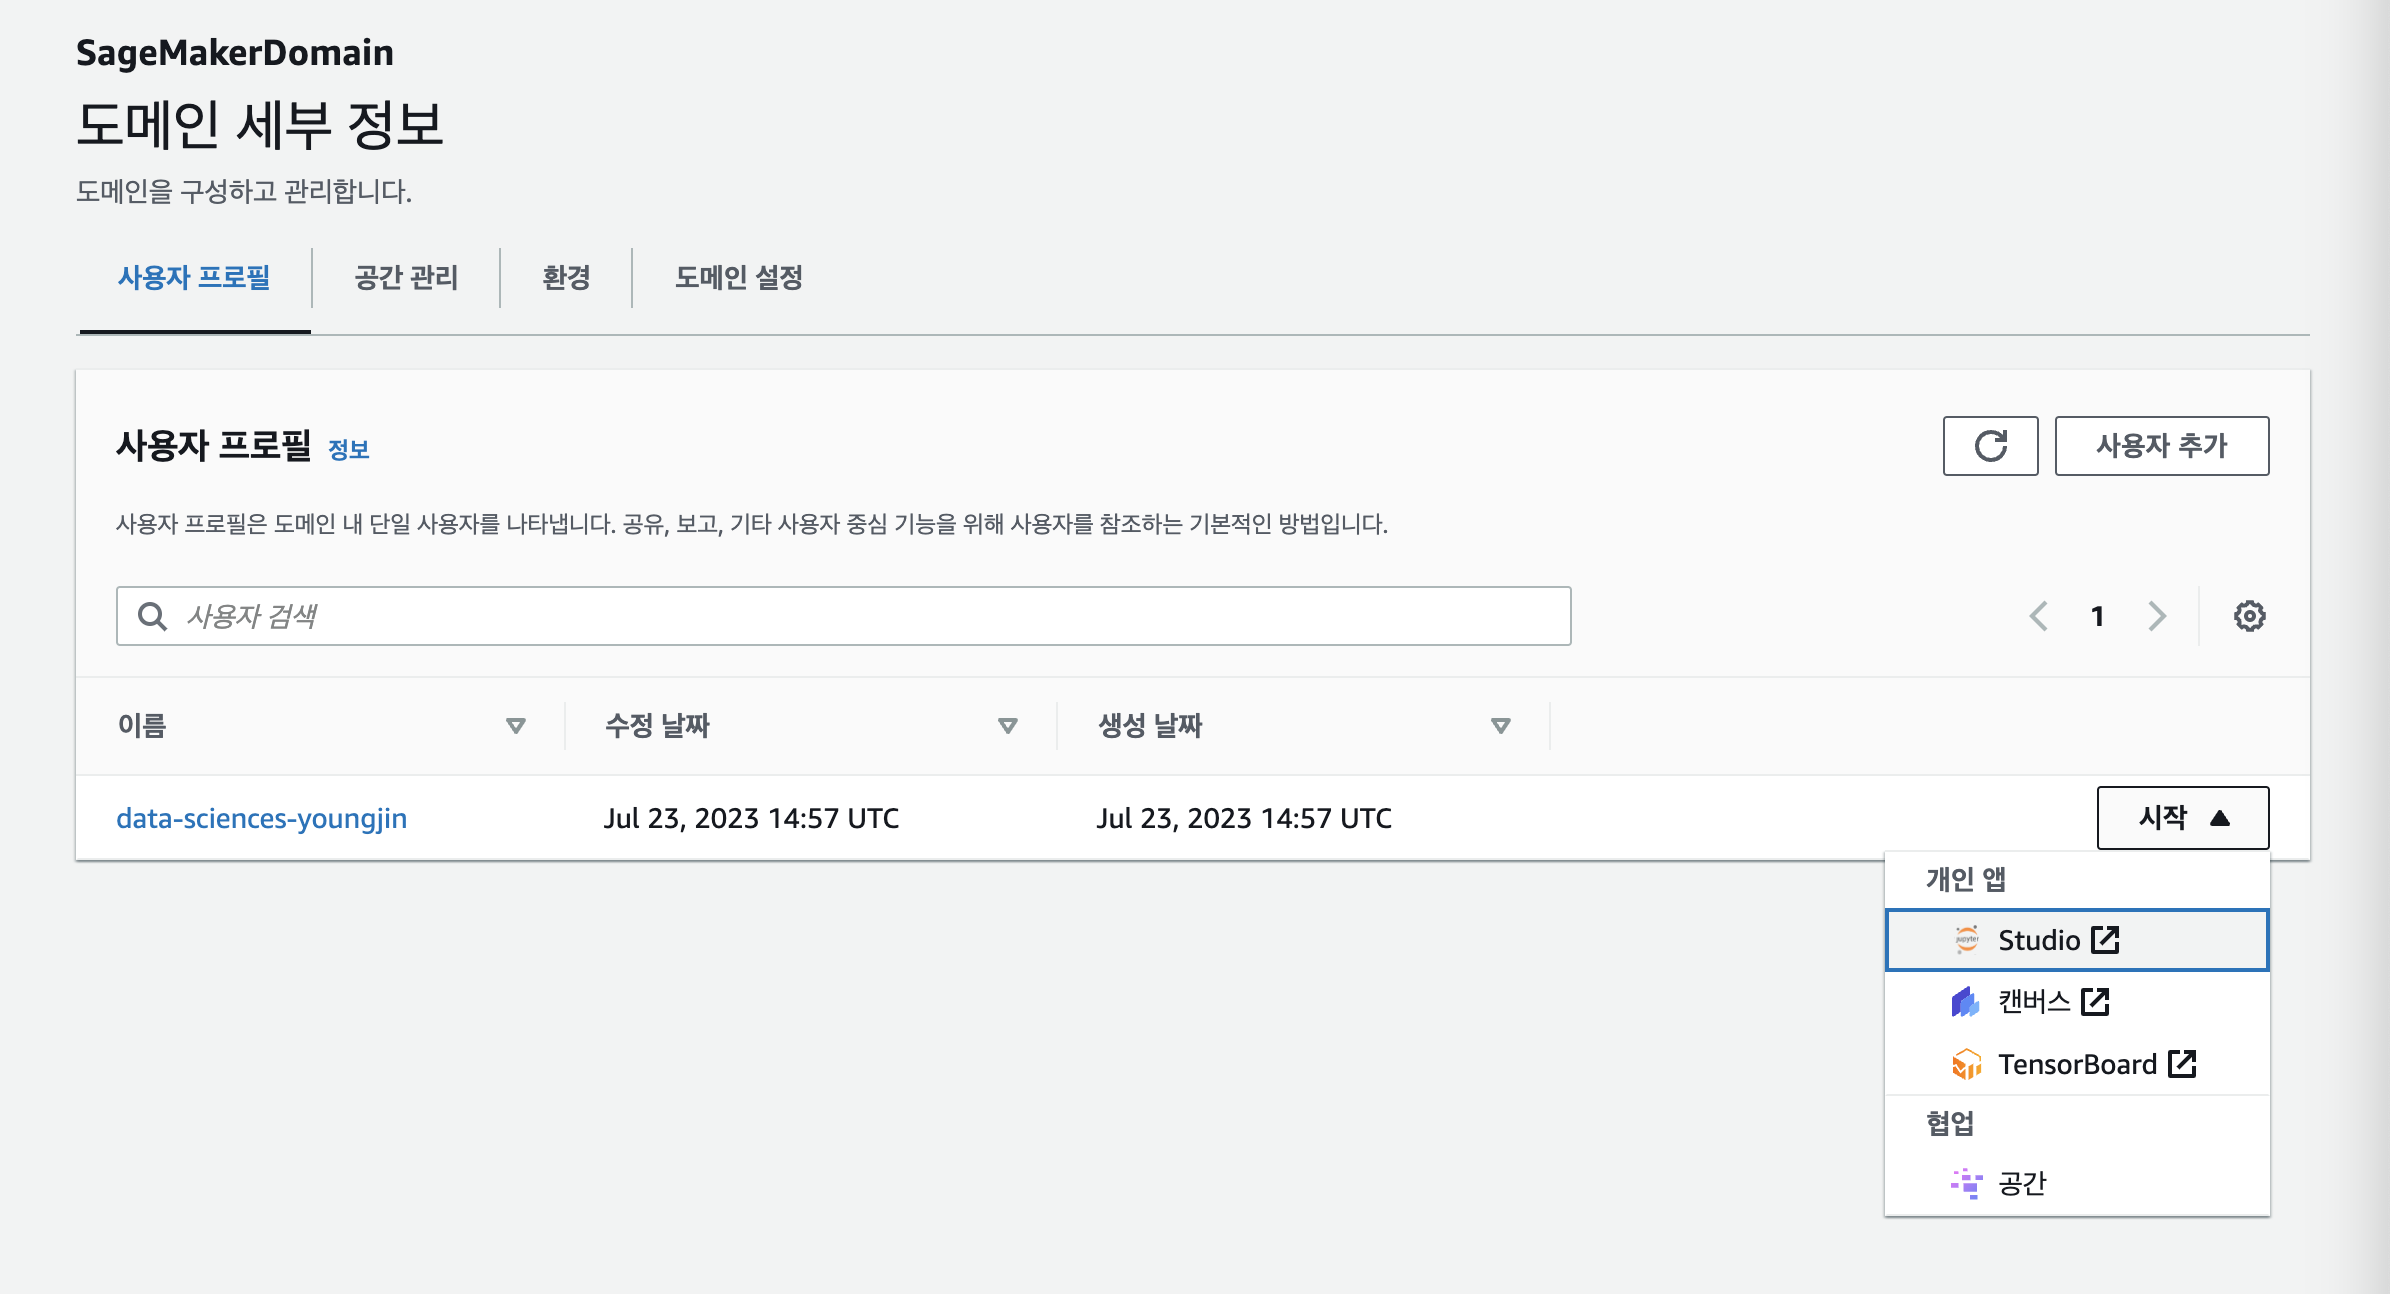 SageMakerDomain
도메인 세부 정보
도메인을 구성하고 관리합니다.
사용자 프로필 공간 관리 환경 도메인 설정
사용자 프로필 정보 사용자 추가
사용자 프로필은 도메인 내 단일 사용자를 나타냅니다. 공유, 보고, 기타 사용자 중심 기능을 위해 사용자를 참조하는 기본적인 방법입니다.
사용자 검색 1
이름 수정 날짜 생성 날짜
data-sciences-youngjin Jul 23, 2023 14:57 UTC Jul 23, 2023 14:57 UTC 시작
개인 앱
jupyter Studio
캔버스
TensorBoard
협업
공간